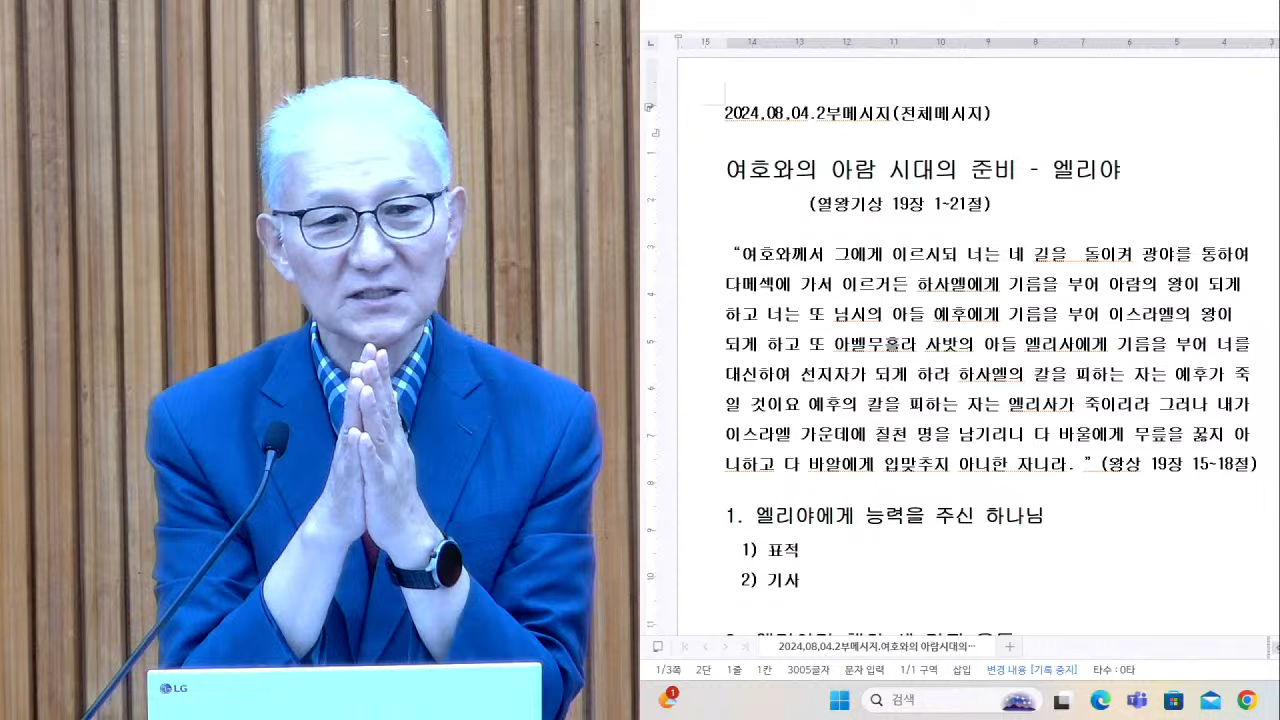 15 14 13 12 11 10 9 8 7 6 5 4 3
2024.08.04.2부메시지(전체메시지)
여호와의 아람 시대의 준비 - 엘리야
(열왕기상 19장 1~21절)
“여호와께서 그에게 이르시되 너는 네 길을 돌이켜 광야를 통하여
다메섹에 가서 이르거든 하사엘에게 기름을 부어 아람의 왕이 되게
하고 너는 또 님시의 아들 예후에게 기름을 부어 이스라엘의 왕이
되게 하고 또 아벨무홀라 사밧의 아들 엘리사에게 기름을 부어 너를
대신하여 선지자가 되게 하라 하사엘의 칼을 피하는 자는 예후가 죽
일 것이요 예후의 칼을 피하는 자는 엘리사가 죽이리라 그러나 내가
이스라엘 가운데에 칠천 명을 남기리니 다 바울에게 무릎을 꿇지 아
니하고 다 바알에게 입맞추지 아니한 자니라. ” (왕상 19장 15~18절)
1. 엘리야에게 능력을 주신 하나님
1) 표적
2) 기사
2024.08.04.2부메시지.여호와의 아람시대의...
1/3쪽 2단 1줄 1칸 3005글자 문자 입력 1/1 구역 삽입 변경 내용 [기록 중지] 타수 : 0타
1 검색
LG